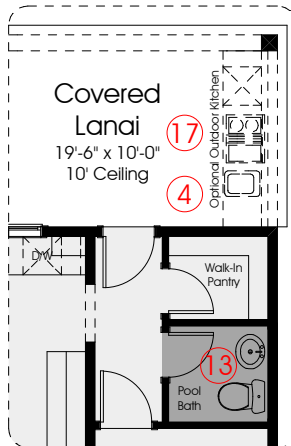 Covered
Lanai
19'-6" x 10'-0"
10' Ceiling
17
4
Optional Outdoor Kitchen
D/W
Walk-In
Pantry
13
Pool
Bath